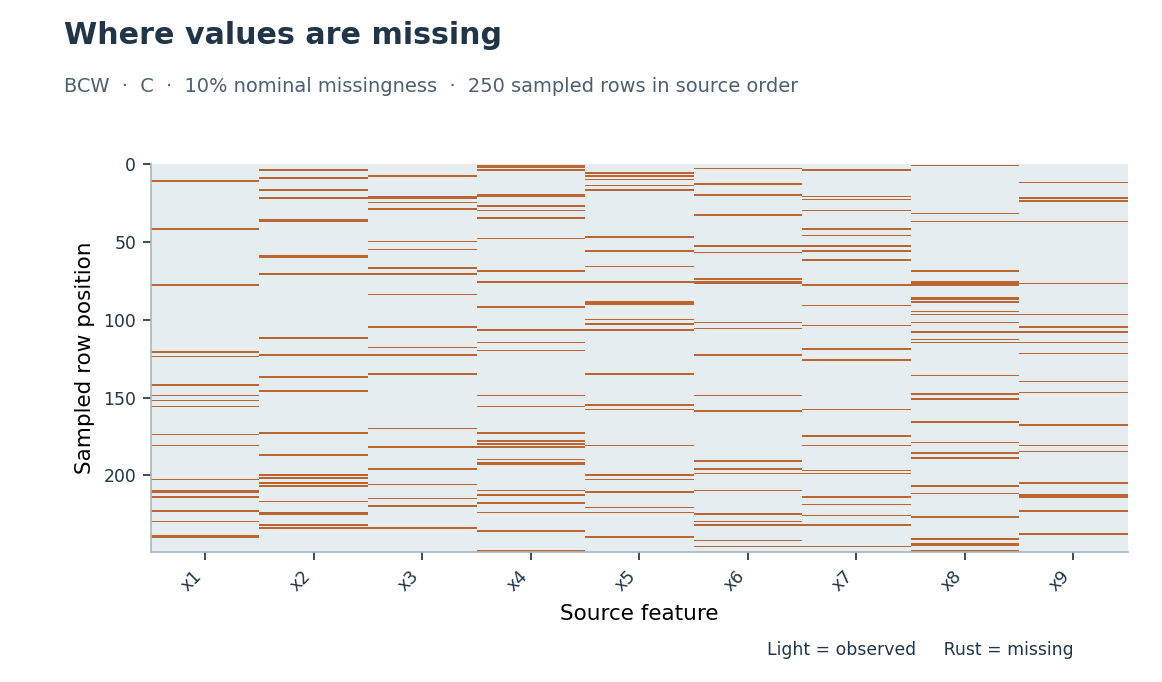 Where values are missing
BCW · C · 10% nominal missingness · 250 sampled rows in source order
0
50
100
150
200
Sampled row position
x1 x2 x3 x4 x5 x6 x7 x8 x9
Source feature
Light = observed Rust = missing